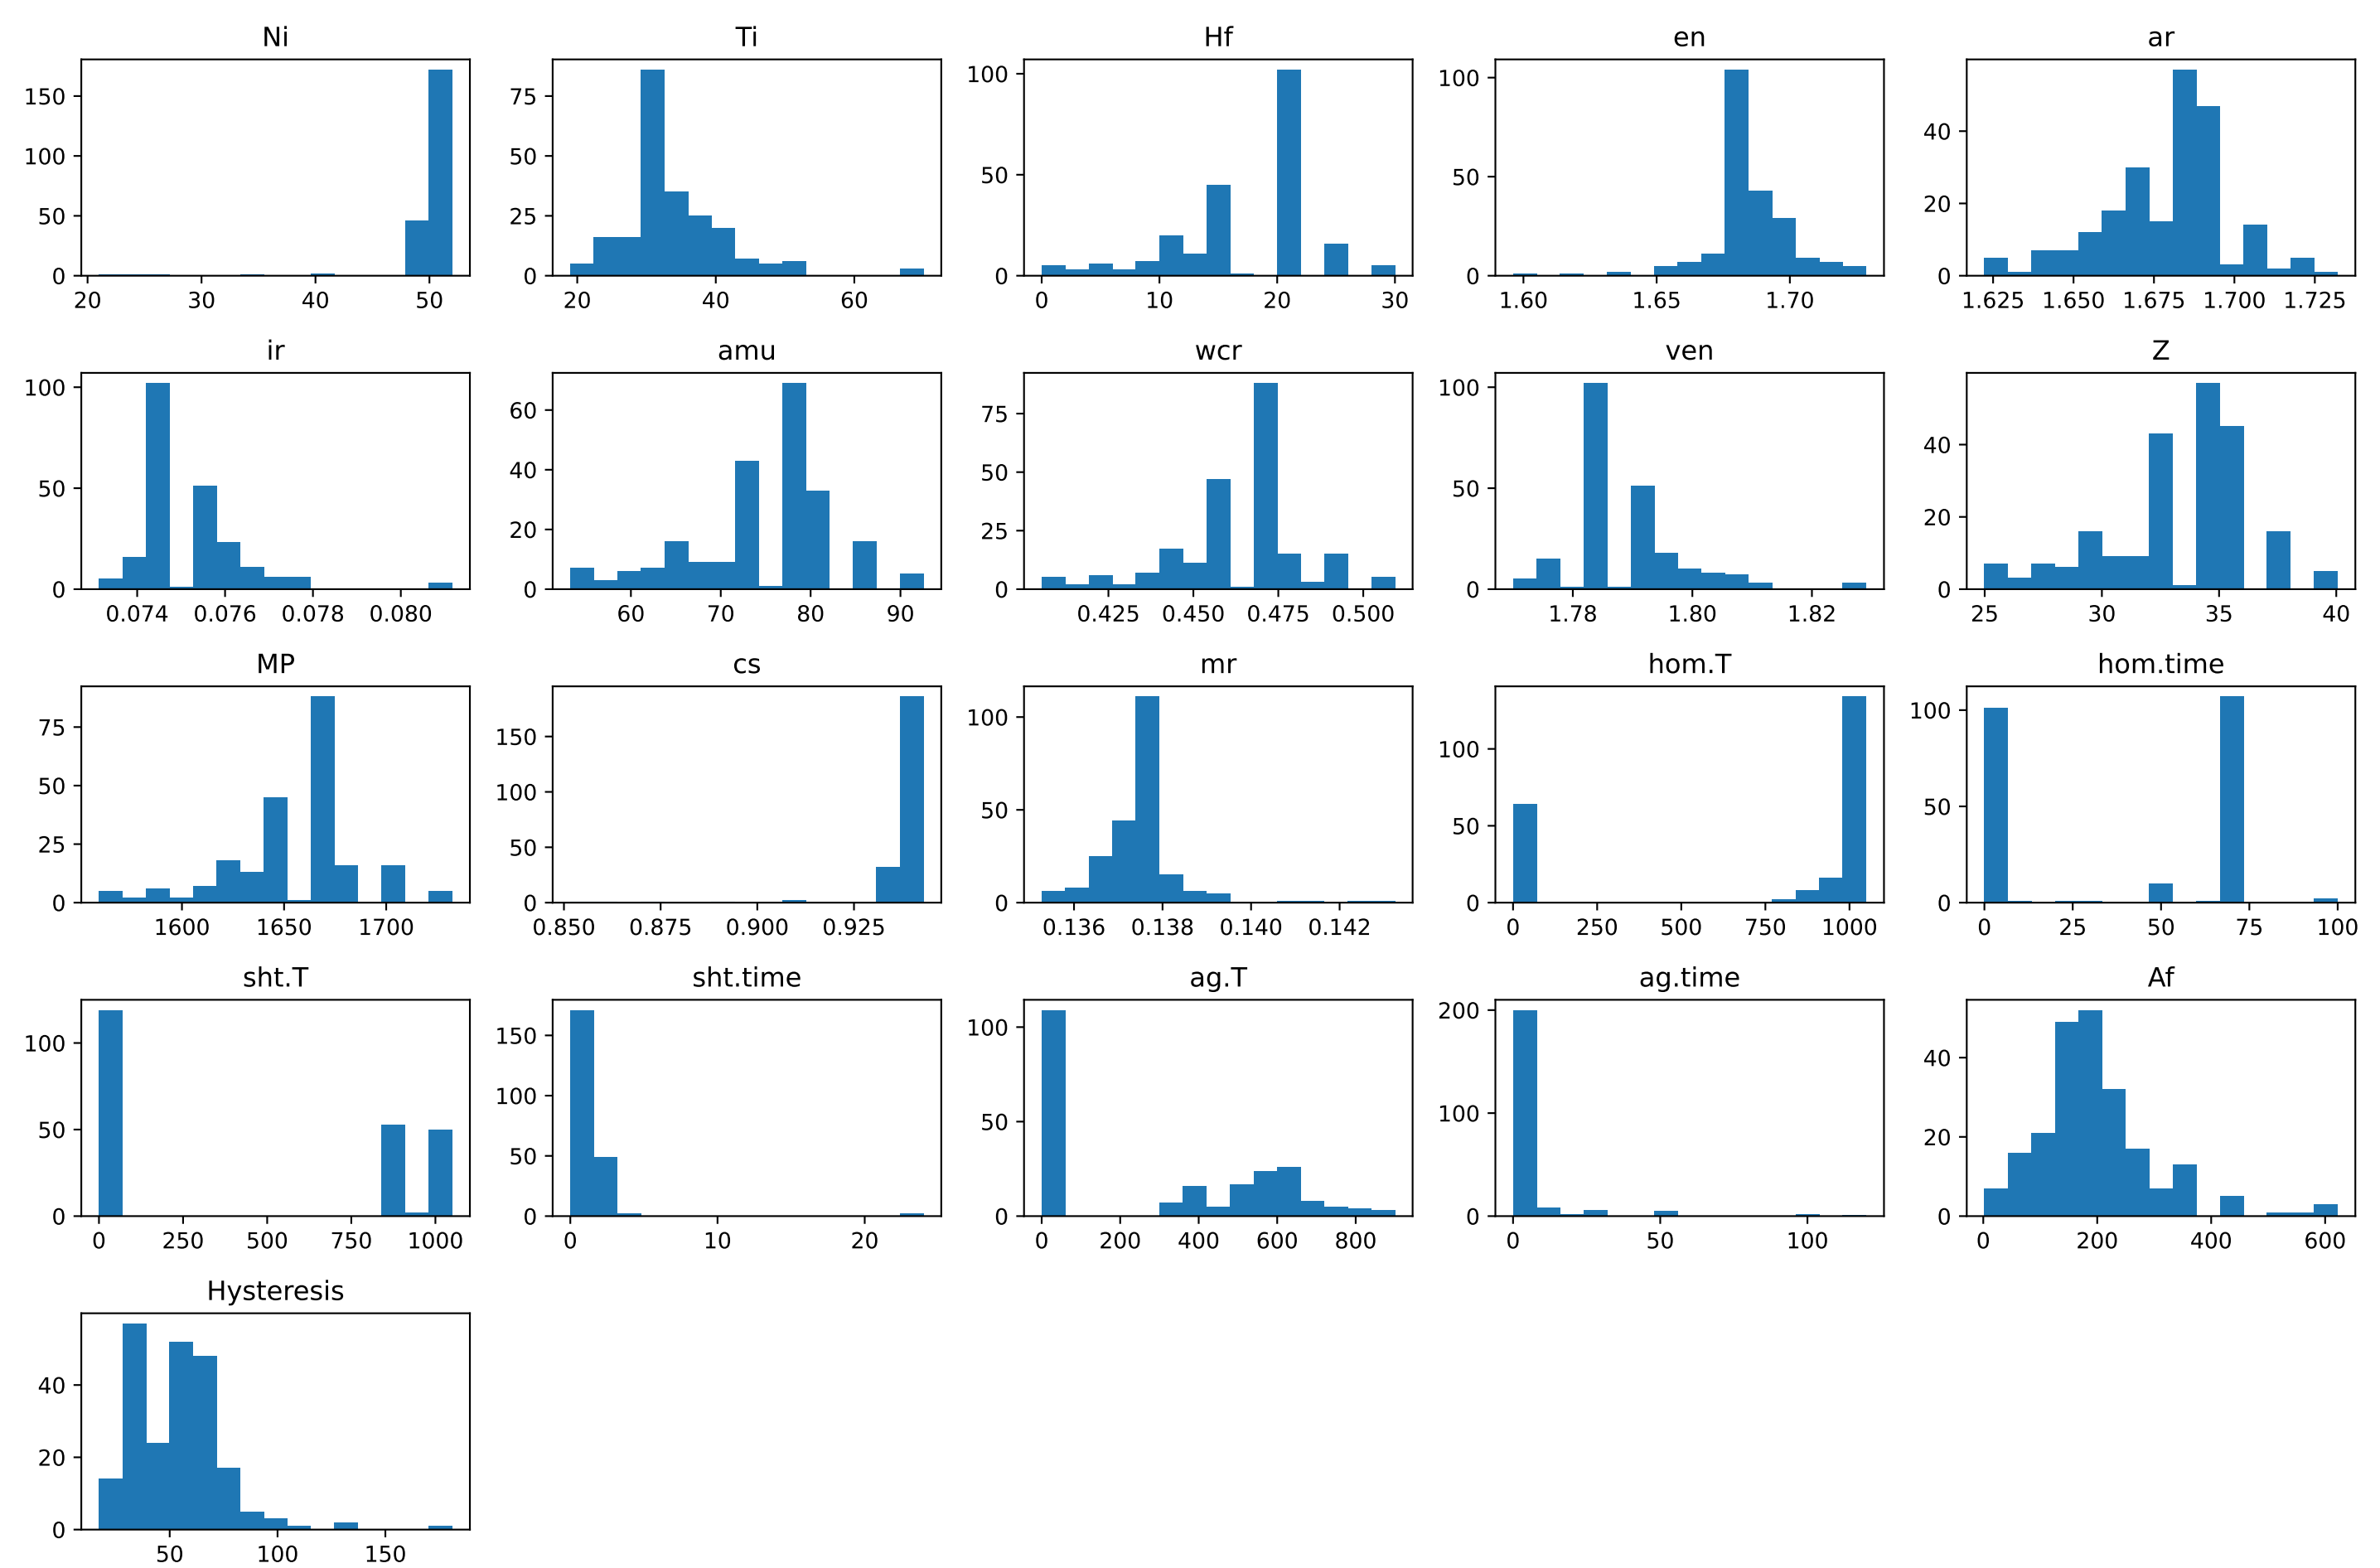 Ni Ti Hf en ar
150 100 50 0
75 50 25 0
100 50 0
100 50 0
40 20 0
20 30 40 50
20 40 60
0 10 20 30
1.60 1.65 1.70
1.625 1.650 1.675 1.700 1.725
ir amu wcr ven Z
100 50 0
60 40 20 0
75 50 25 0
100 50 0
40 20 0
0.074 0.076 0.078 0.080
60 70 80 90
0.425 0.450 0.475 0.500
1.78 1.80 1.82
25 30 35 40
MP cs mr hom.T hom.time
75 50 25 0
150 100 50 0
100 50 0
100 50 0
100 50 0
1600 1650 1700
0.850 0.875 0.900 0.925
0.136 0.138 0.140 0.142
0 250 500 750 1000
0 25 50 75 100
sht.T sht.time ag.T ag.time Af
100 50 0
150 100 50 0
100 50 0
200 100 0
40 20 0
0 250 500 750 1000
0 10 20
0 200 400 600 800
0 50 100
0 200 400 600
Hysteresis
40 20 0
50 100 150